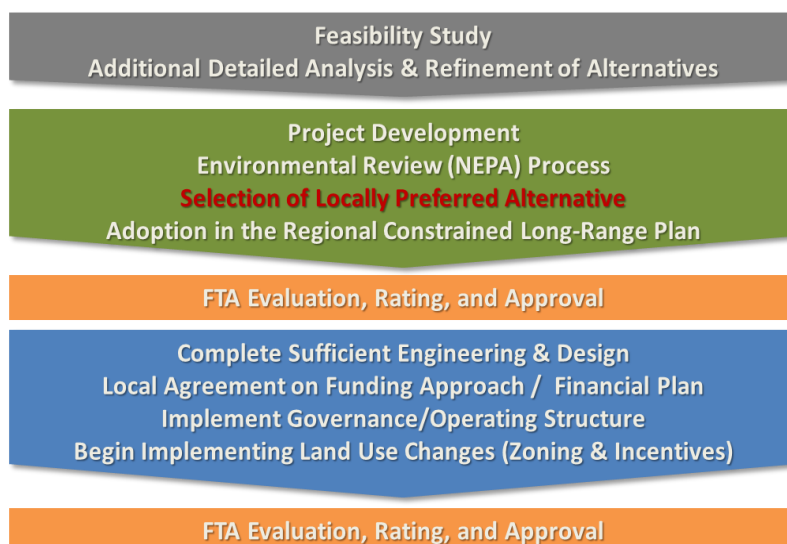 Feasibility Study
Additional Detailed Analysis & Refinement of Alternatives
Project Development
Environmental Review (NEPA) Process
Selection of Locally Preferred Alternative
Adoption in the Regional Constrained Long-Range Plan
FTA Evaluation, Rating, and Approval
Complete Sufficient Engineering & Design
Local Agreement on Funding Approach / Financial Plan
Implement Governance/Operating Structure
Begin Implementing Land Use Changes (Zoning & Incentives)
FTA Evaluation, Rating, and Approval